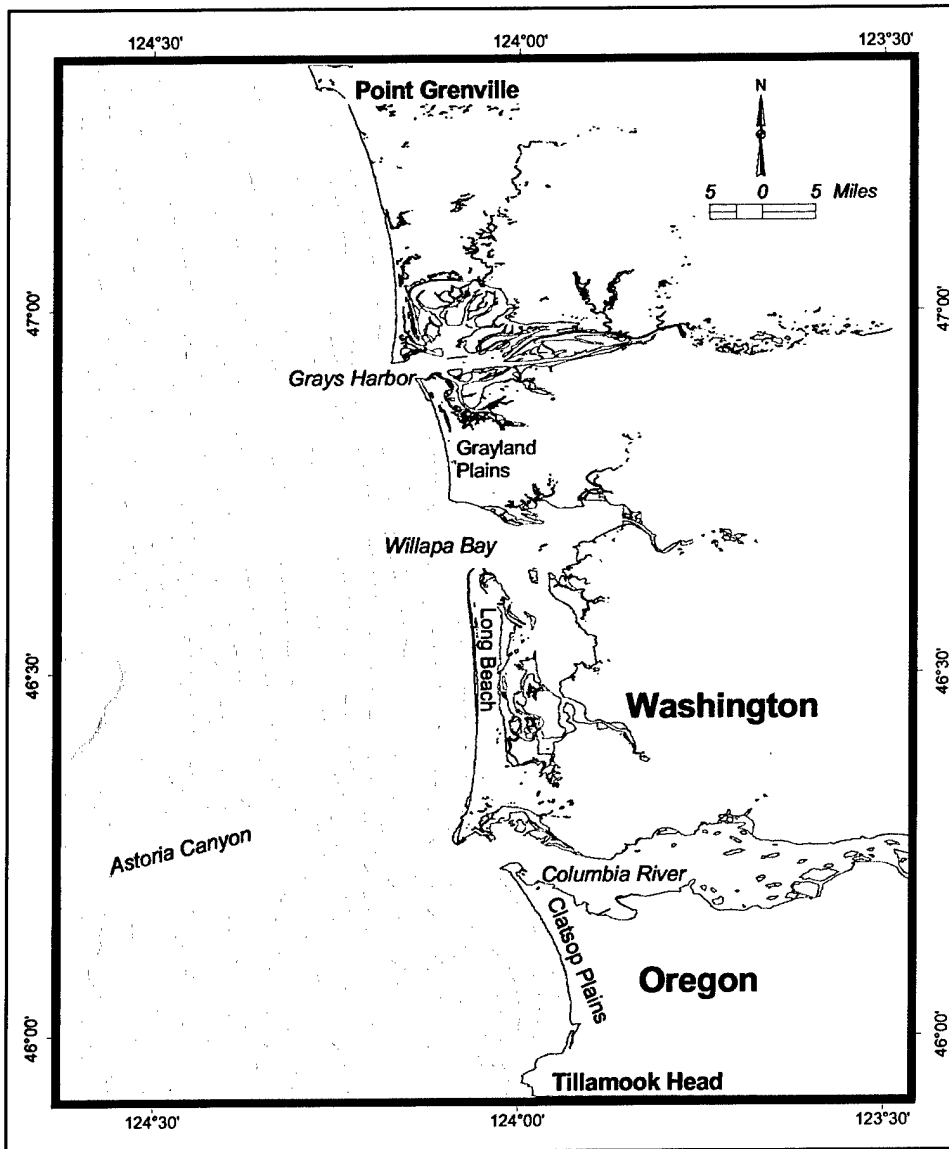 124°30'
124°00'
123°30'
Point Grenville
N
5 0 5 Miles
47°00'
47°00'
Grays Harbor
Grayland
Plains
Willapa Bay
Long Beach
46°30'
46°30'
Washington
Astoria Canyon
Columbia River
Clatsop Plains
Oregon
46°00'
46°00'
Tillamook Head
124°30'
124°00'
123°30'